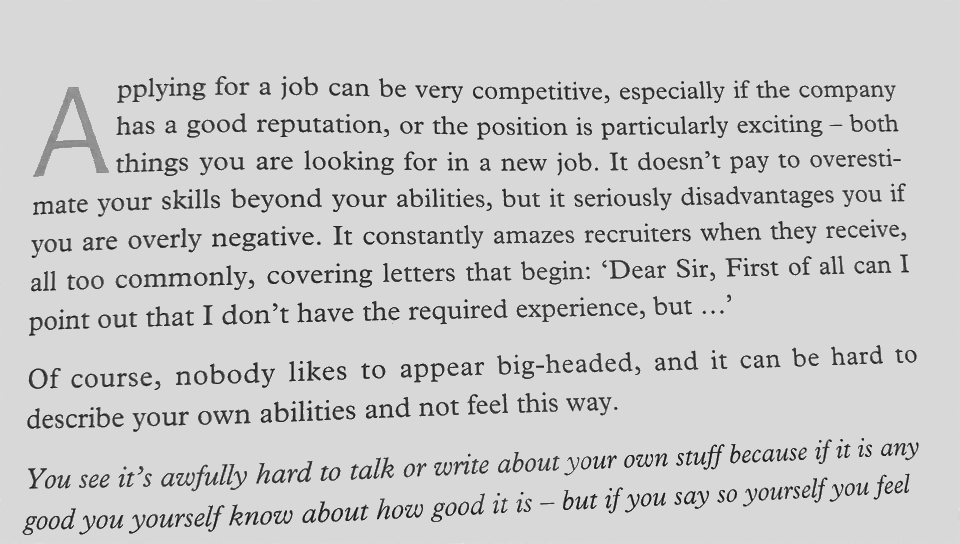 Applying for a job can be very competitive, especially if the company
has a good reputation, or the position is particularly exciting – both
things you are looking for in a new job. It doesn't pay to overesti-
mate your skills beyond your abilities, but it seriously disadvantages you if
you are overly negative. It constantly amazes recruiters when they receive,
all too commonly, covering letters that begin: ‘Dear Sir, First of all can I
point out that I don't have the required experience, but …’
Of course, nobody likes to appear big-headed, and it can be hard to
describe your own abilities and not feel this way.
You see it's awfully hard to talk or write about your own stuff because if it is any
good you yourself know about how good it is – but if you say so yourself you feel